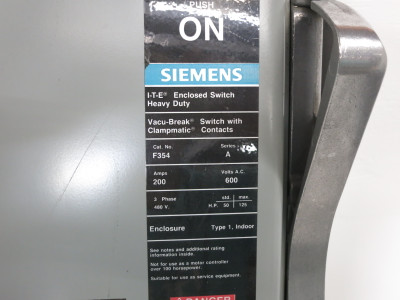 PUSH
ON
SIEMENS
I-T-E® Enclosed Switch
Heavy Duty
Vacu-Break® Switch with
Clampmatic® Contacts
Cat. No. Series
F354 A
Amps Volts A.C.
200 600
3 Phase std. max.
480 V. H.P. 50 125
Enclosure Type 1, Indoor
See notes and additional rating
information inside.
Not for use as a motor controller
over 100 horsepower.
Suitable for use as service equipment.
DANGER